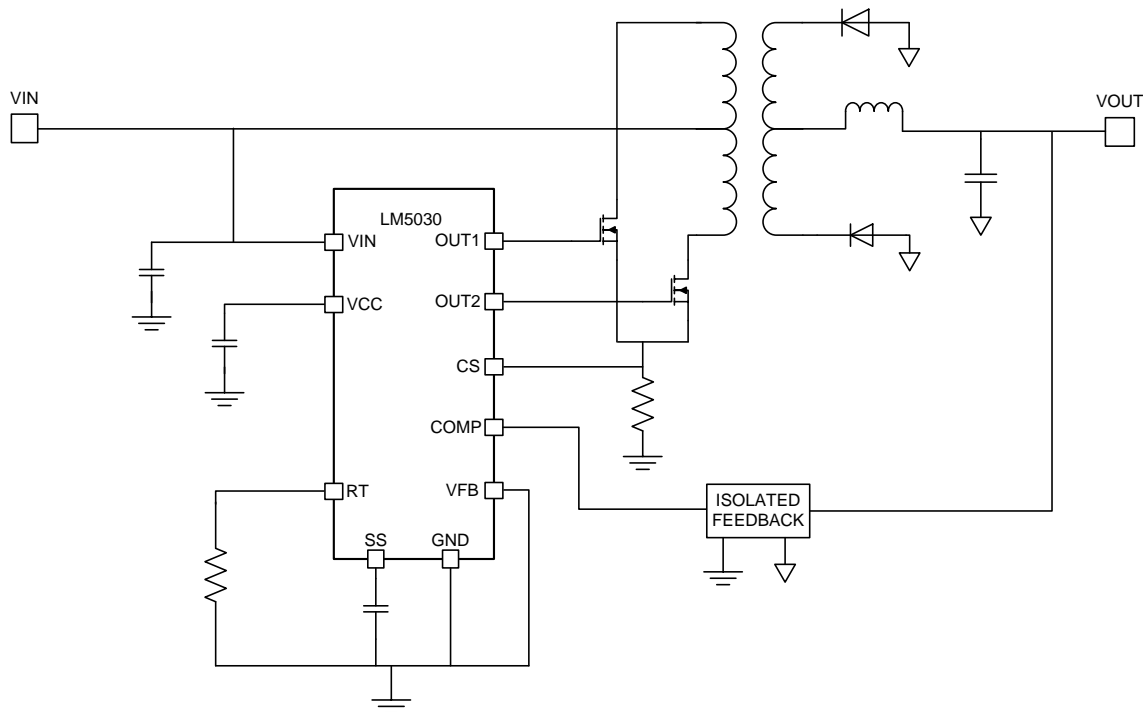 VIN
VOUT
LM5030
VIN
OUT1
VCC
OUT2
CS
COMP
RT
VFB
SS
GND
ISOLATED
FEEDBACK